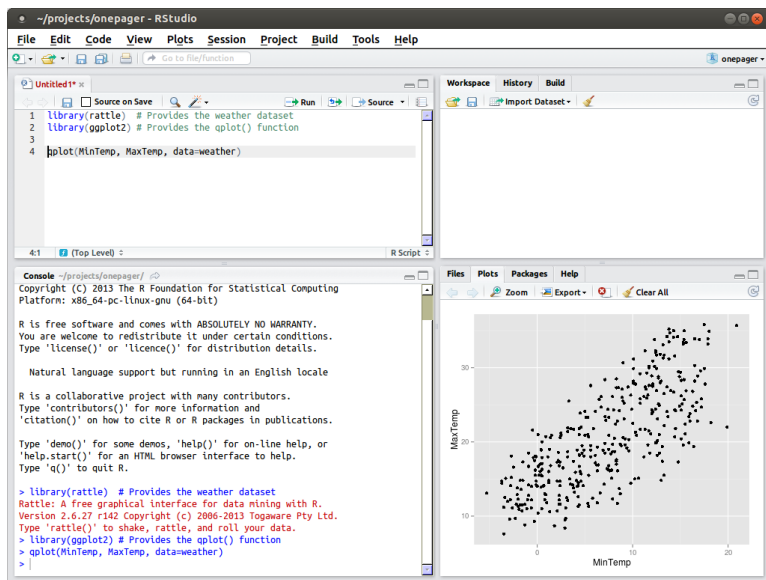 ~/projects/onepager - RStudio
File Edit Code View Plots Session Project Build Tools Help
Go to file/function
onepager
Untitled1*
Source on Save
Run
Source
1 library(rattle)  # Provides the weather dataset
2 library(ggplot2) # Provides the qplot() function
3
4 qplot(MinTemp, MaxTemp, data=weather)
4:1 (Top Level) R Script
Workspace History Build
Import Dataset
Console ~/projects/onepager/
Copyright (C) 2013 The R Foundation for Statistical Computing
Platform: x86_64-pc-linux-gnu (64-bit)
R is free software and comes with ABSOLUTELY NO WARRANTY.
You are welcome to redistribute it under certain conditions.
Type 'license()' or 'licence()' for distribution details.
Natural language support but running in an English locale
R is a collaborative project with many contributors.
Type 'contributors()' for more information and
'citation()' on how to cite R or R packages in publications.
Type 'demo()' for some demos, 'help()' for on-line help, or
'help.start()' for an HTML browser interface to help.
Type 'q()' to quit R.
> library(rattle)  # Provides the weather dataset
Rattle: A free graphical interface for data mining with R.
Version 2.6.27 r142 Copyright (c) 2006-2013 Togaware Pty Ltd.
Type 'rattle()' to shake, rattle, and roll your data.
> library(ggplot2) # Provides the qplot() function
> qplot(MinTemp, MaxTemp, data=weather)
>
Files Plots Packages Help
Zoom Export Clear All
30
20
10
MaxTemp
0 10 20
MinTemp